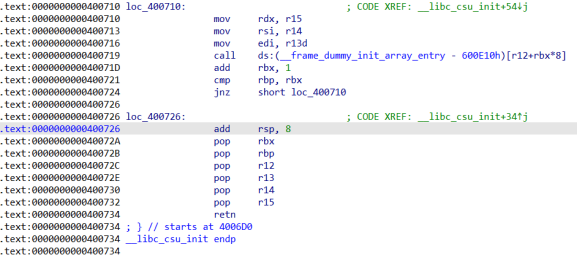 .text:0000000000400710 loc_400710: ; CODE XREF: __libc_csu_init+54↓j
.text:0000000000400710 mov rdx, r15
.text:0000000000400713 mov rsi, r14
.text:0000000000400716 mov edi, r13d
.text:0000000000400719 call ds:(__frame_dummy_init_array_entry - 600E10h)[r12+rbx*8]
.text:000000000040071D add rbx, 1
.text:0000000000400721 cmp rbp, rbx
.text:0000000000400724 jnz short loc_400710
.text:0000000000400726
.text:0000000000400726 loc_400726: ; CODE XREF: __libc_csu_init+34↑j
.text:0000000000400726 add rsp, 8
.text:000000000040072A pop rbx
.text:000000000040072B pop rbp
.text:000000000040072C pop r12
.text:000000000040072E pop r13
.text:0000000000400730 pop r14
.text:0000000000400732 pop r15
.text:0000000000400734 retn
.text:0000000000400734 ; } // starts at 4006D0
.text:0000000000400734 __libc_csu_init endp
.text:0000000000400734